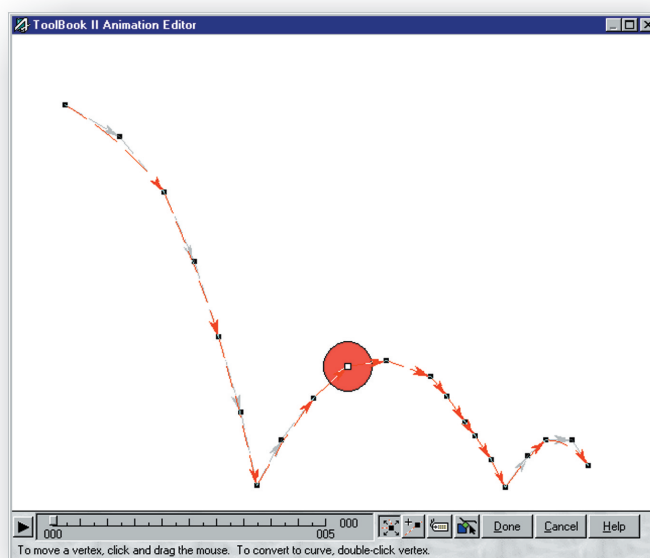 ToolBook II Animation Editor
000
005
000
Done
Cancel
Help
To move a vertex, click and drag the mouse. To convert to curve, double-click vertex.